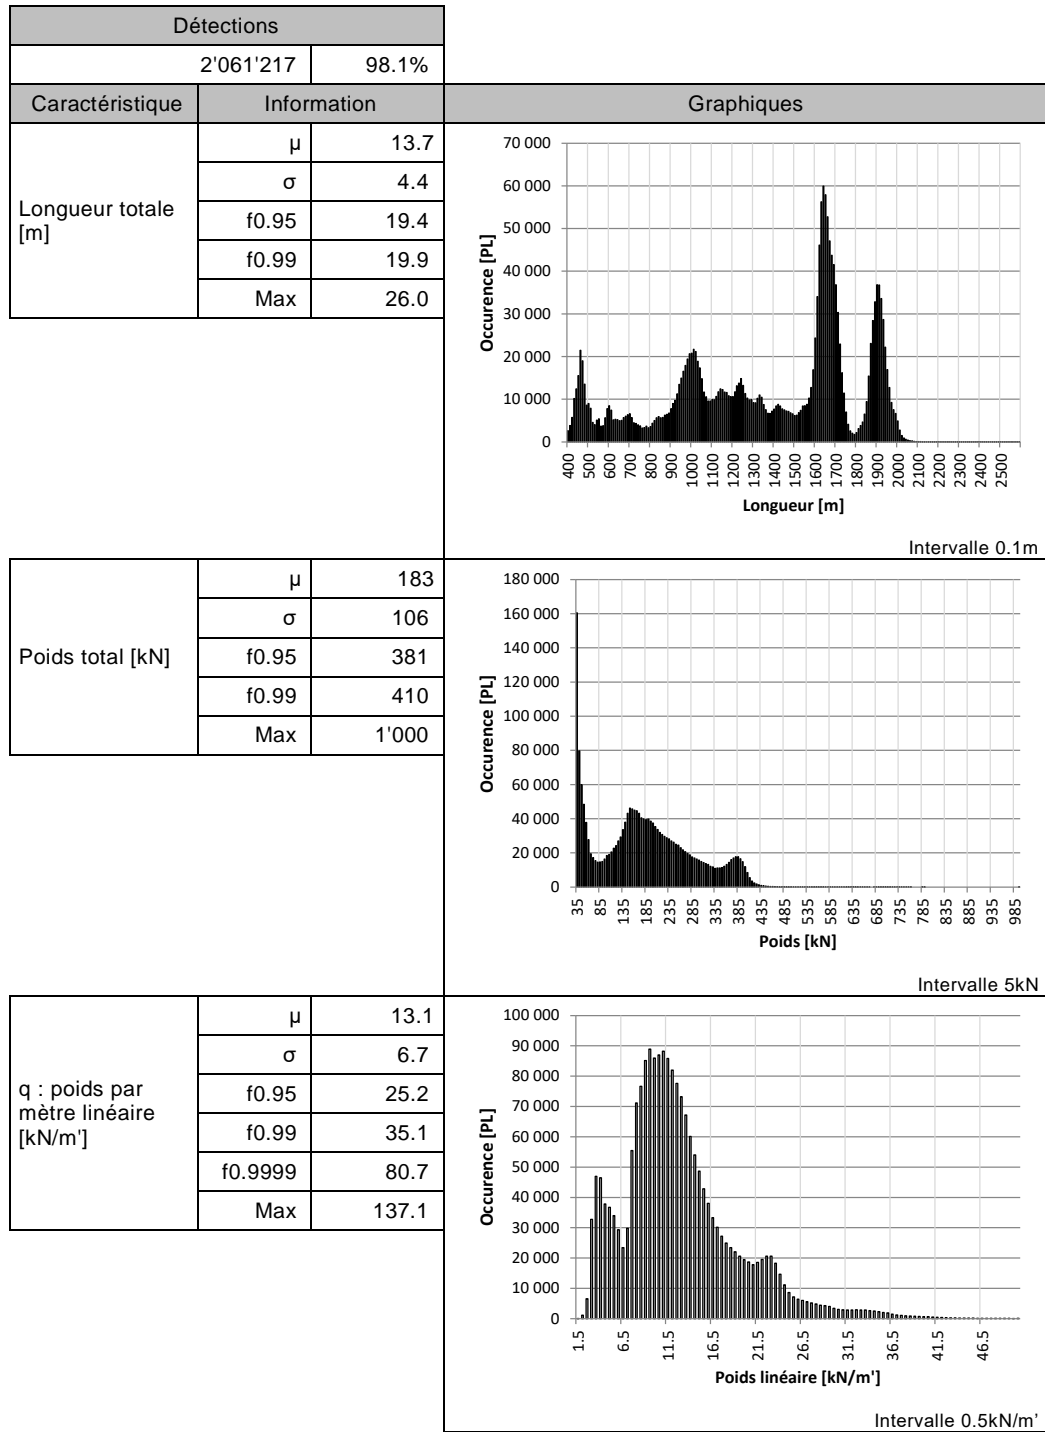 Détections
2'061'217 98.1%
Caractéristique Information Graphiques
Longueur totale
[m]
μ 13.7
σ 4.4
f0.95 19.4
f0.99 19.9
Max 26.0
70 000
60 000
50 000
40 000
30 000
20 000
10 000
0
Occurence [PL]
400 500 600 700 800 900 1000 1100 1200 1300 1400 1500 1600 1700 1800 1900 2000 2100 2200 2300 2400 2500
Longueur [m]
Intervalle 0.1m
Poids total [kN]
μ 183
σ 106
f0.95 381
f0.99 410
Max 1'000
180 000
160 000
140 000
120 000
100 000
80 000
60 000
40 000
20 000
0
Occurence [PL]
35 85 135 185 235 285 335 385 435 485 535 585 635 685 735 785 835 885 935 985
Poids [kN]
Intervalle 5kN
q : poids par
mètre linéaire
[kN/m']
μ 13.1
σ 6.7
f0.95 25.2
f0.99 35.1
f0.9999 80.7
Max 137.1
100 000
90 000
80 000
70 000
60 000
50 000
40 000
30 000
20 000
10 000
0
Occurence [PL]
1.5 6.5 11.5 16.5 21.5 26.5 31.5 36.5 41.5 46.5
Poids linéaire [kN/m']
Intervalle 0.5kN/m’